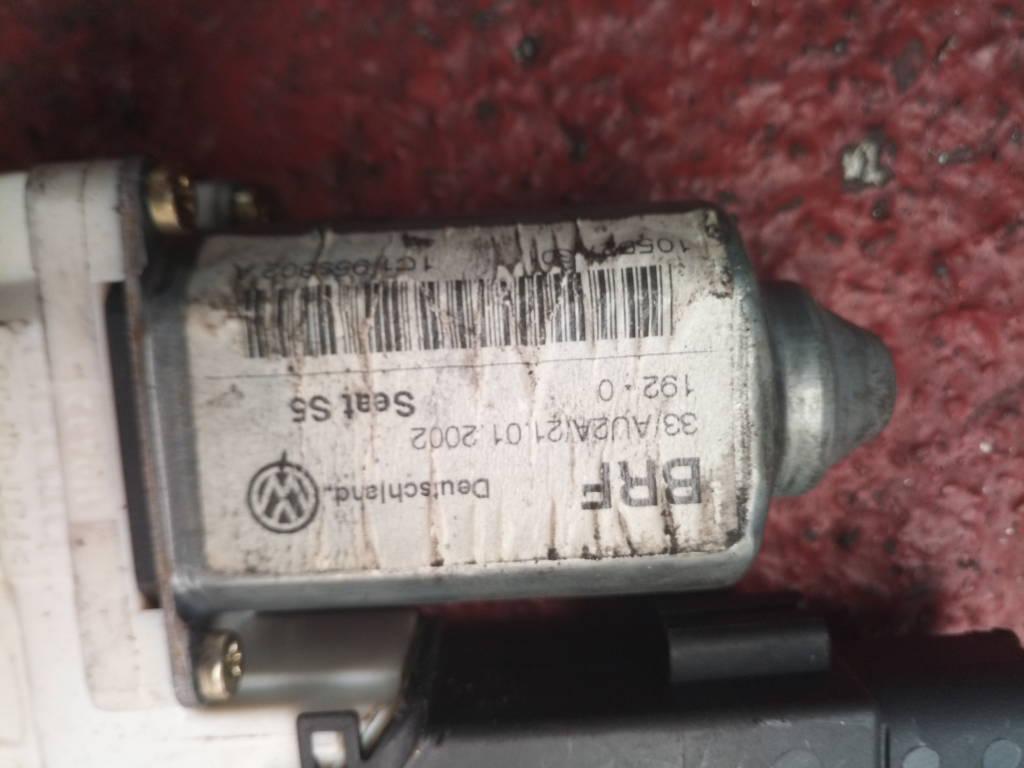 BRF Deutschland
33/AU2A/21.01.2002
192 - 0 Seat S5